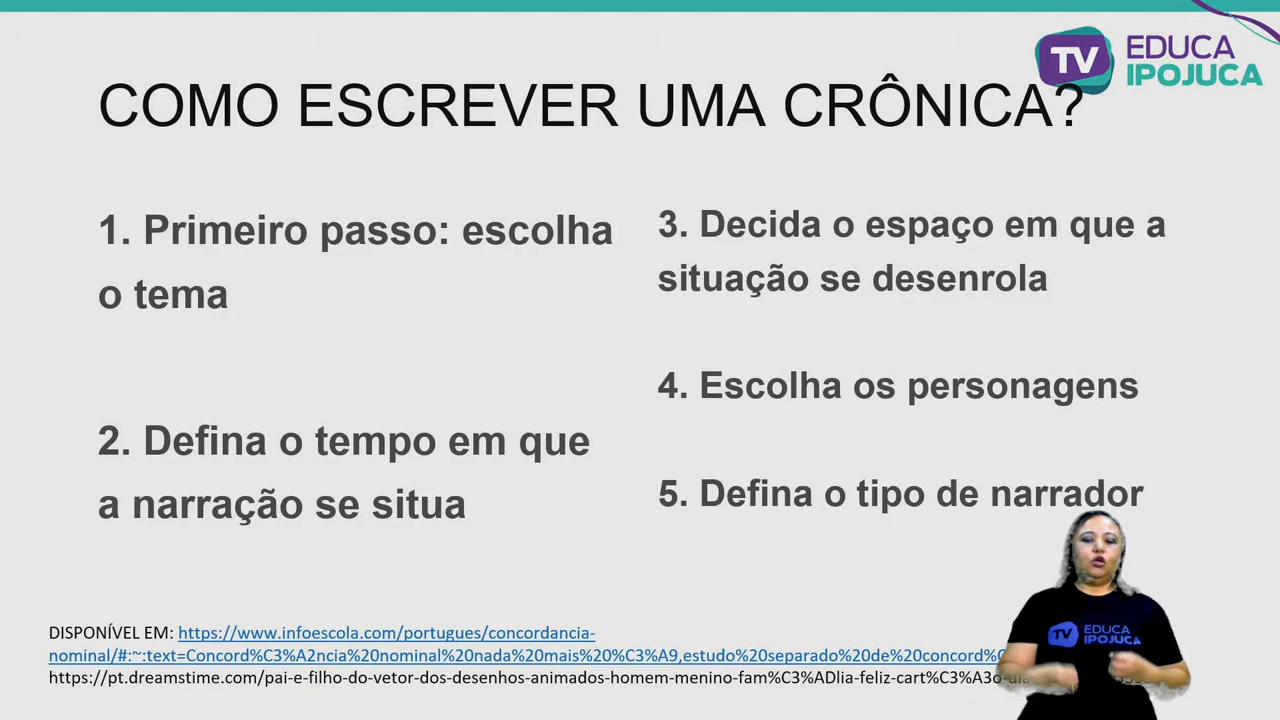 TV EDUCA
IPOJUCA
COMO ESCREVER UMA CRÔNICA?
1. Primeiro passo: escolha
o tema
2. Defina o tempo em que
a narração se situa
3. Decida o espaço em que a
situação se desenrola
4. Escolha os personagens
5. Defina o tipo de narrador
DISPONÍVEL EM: https://www.infoescola.com/portugues/concordancia-
nominal/#:~:text=Concord%C3%A2ncia%20nominal%20nada%20mais%20%C3%A9,estudo%20separado%20de%20concord%C
https://pt.dreamstime.com/pai-e-filho-do-vetor-dos-desenhos-animados-homem-menino-fam%C3%ADlia-feliz-cart%C3%A3o-dia
TV EDUCA
IPOJUCA